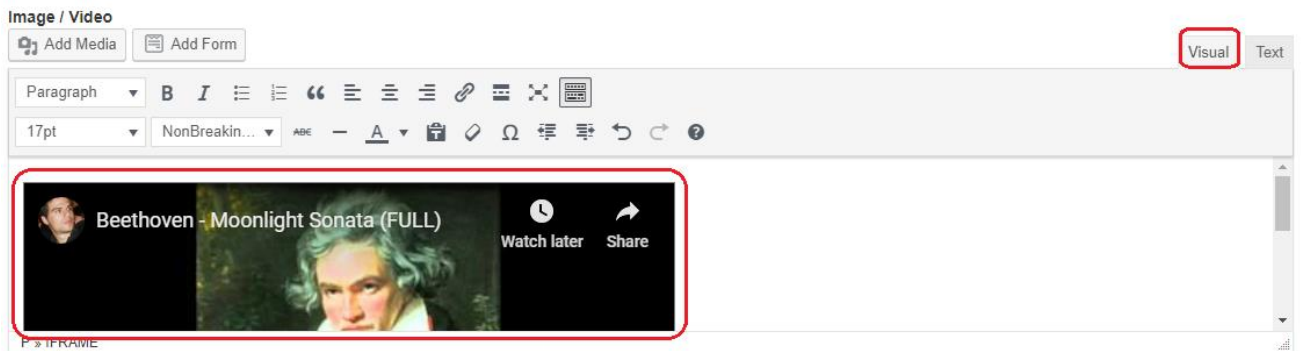 Image / Video
Add Media Add Form
Visual Text
Paragraph B I
17pt NonBreakin... ABE A T Ω ?
Beethoven - Moonlight Sonata (FULL)
Watch later Share
P » IFRAME